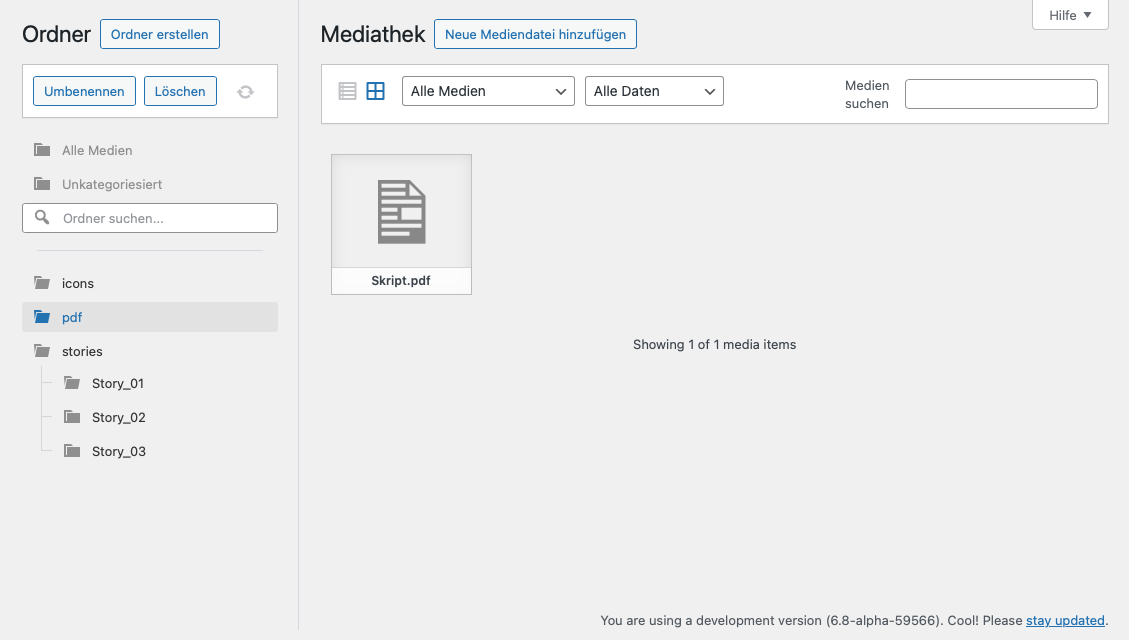 Ordner
Ordner erstellen
Umbenennen
Löschen
Alle Medien
Unkategoriesiert
Ordner suchen...
icons
pdf
stories
Story_01
Story_02
Story_03
Hilfe
Mediathek
Neue Mediendatei hinzufügen
Alle Medien
Alle Daten
Medien
suchen
Skript.pdf
Showing 1 of 1 media items
You are using a development version (6.8-alpha-59566). Cool! Please stay updated.